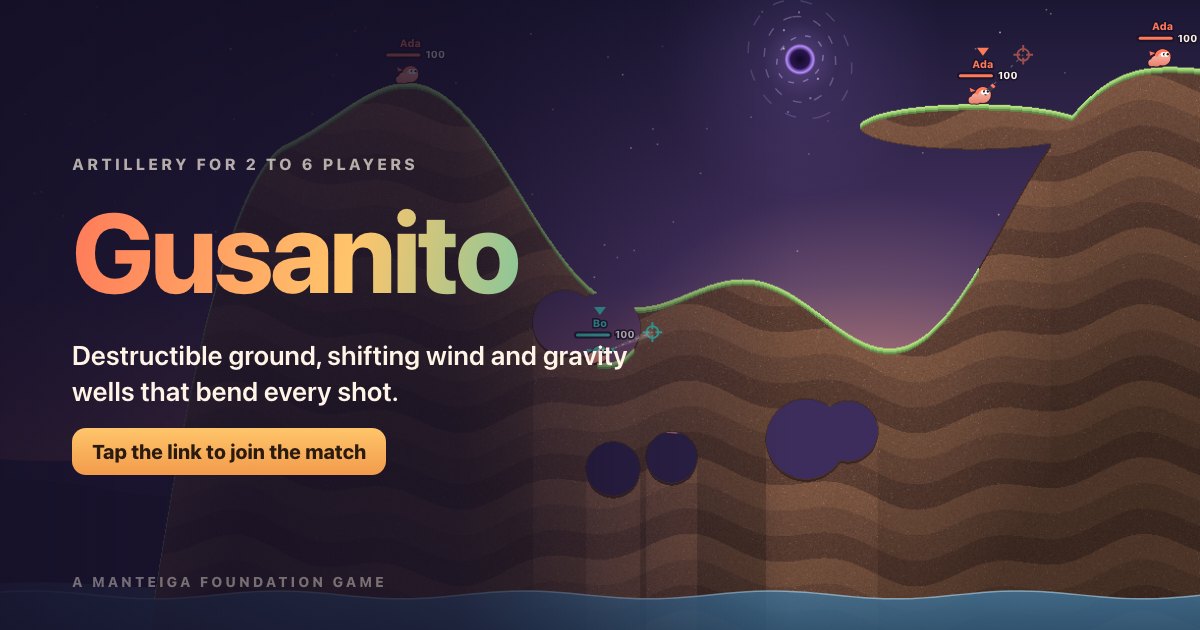 Ada
100
Ada
100
Ada
100
ARTILLERY FOR 2 TO 6 PLAYERS
Gusanito
Bo
100
Destructible ground, shifting wind and gravity
wells that bend every shot.
Tap the link to join the match
A MANTEIGA FOUNDATION GAME